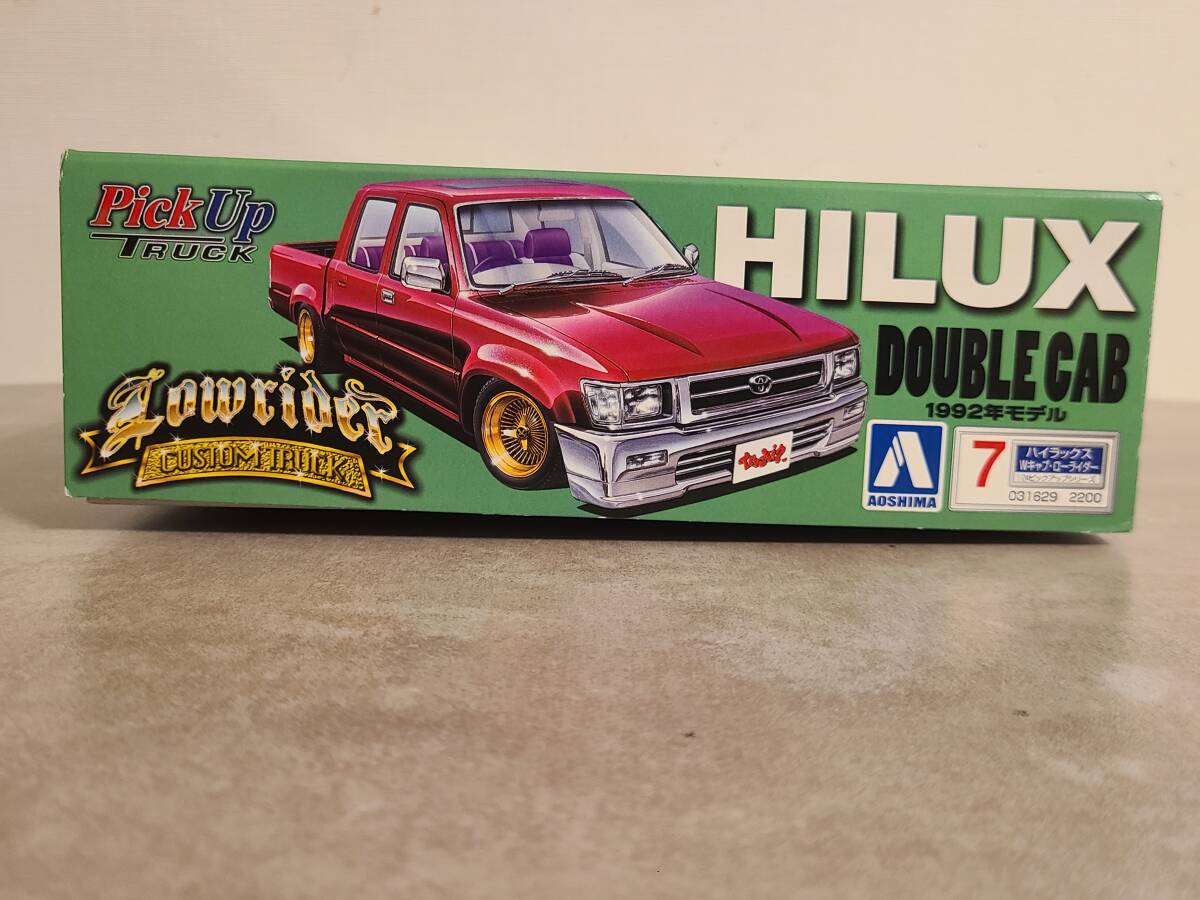 Pick Up
TRUCK
Lowrider
CUSTOM TRUCK
HILUX
DOUBLE CAB
1992年モデル
AOSHIMA
7
ハイラックス
Wキャブ・ローライダー
031629 2200